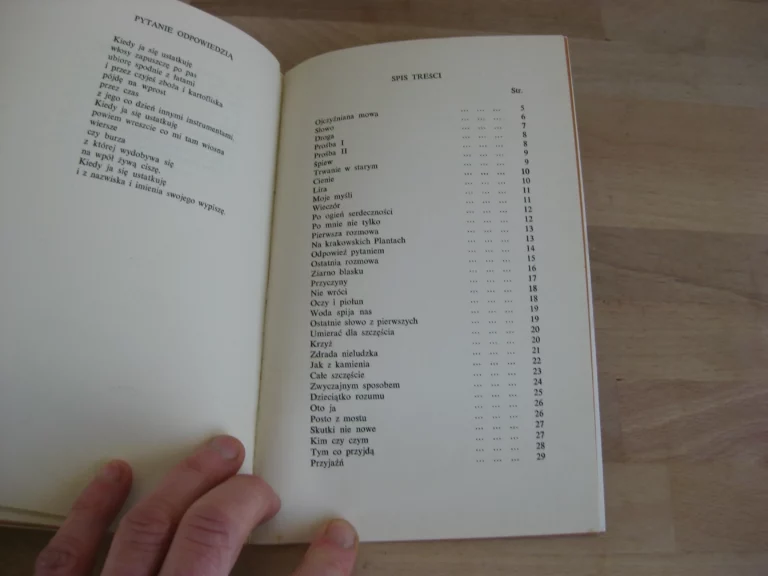 PYTANIE ODPOWIEDZIĄ
Kiedy ja się ustatkuję
włosy zapuszczę po pas
ubiorę spodnie z łatami
i przez czyjeś zboża i kartofliska
pójdę na wprost
przez czas
z jego co dzień innymi instrumentami.
Kiedy ja się ustatkuję
powiem wreszcie co mi tam wiosna
wiersze
czy burza
z której wydobywa się
na wpół żywą ciszę.
Kiedy ja się ustatkuję
i z nazwiska i imienia swojego wypiszę.
SPIS TREŚCI
Str.
Ojczyźniana mowa ... ... ... 5
Słowo ... ... ... 6
Droga ... ... ... 7
Prośba I ... ... ... 8
Prośba II ... ... ... 8
Śpiew ... ... ... 9
Trwanie w starym ... ... ... 9
Cienie ... ... ... 10
Lira ... ... ... 10
Moje myśli ... ... ... 11
Wieczór ... ... ... 11
Po ogień serdeczności ... ... ... 12
Po mnie nie tylko ... ... ... 12
Pierwsza rozmowa ... ... ... 13
Na krakowskich Plantach ... ... ... 13
Odpowiedź pytaniem ... ... ... 14
Ostatnia rozmowa ... ... ... 15
Ziarno blasku ... ... ... 16
Przyczyny ... ... ... 17
Nie wróci ... ... ... 18
Oczy i piołun ... ... ... 18
Woda spija nas ... ... ... 19
Ostatnie słowo z pierwszych ... ... ... 19
Umierać dla szczęścia ... ... ... 20
Krzyż ... ... ... 20
Zdrada nieludzka ... ... ... 21
Jak z kamienia ... ... ... 22
Całe szczęście ... ... ... 23
Zwyczajnym sposobem ... ... ... 24
Dzieciątko rozumu ... ... ... 25
Oto ja ... ... ... 26
Posto z mostu ... ... ... 26
Skutki nie nowe ... ... ... 27
Kim czy czym ... ... ... 27
Tym co przyjdą ... ... ... 28
Przyjaźń ... ... ... 29